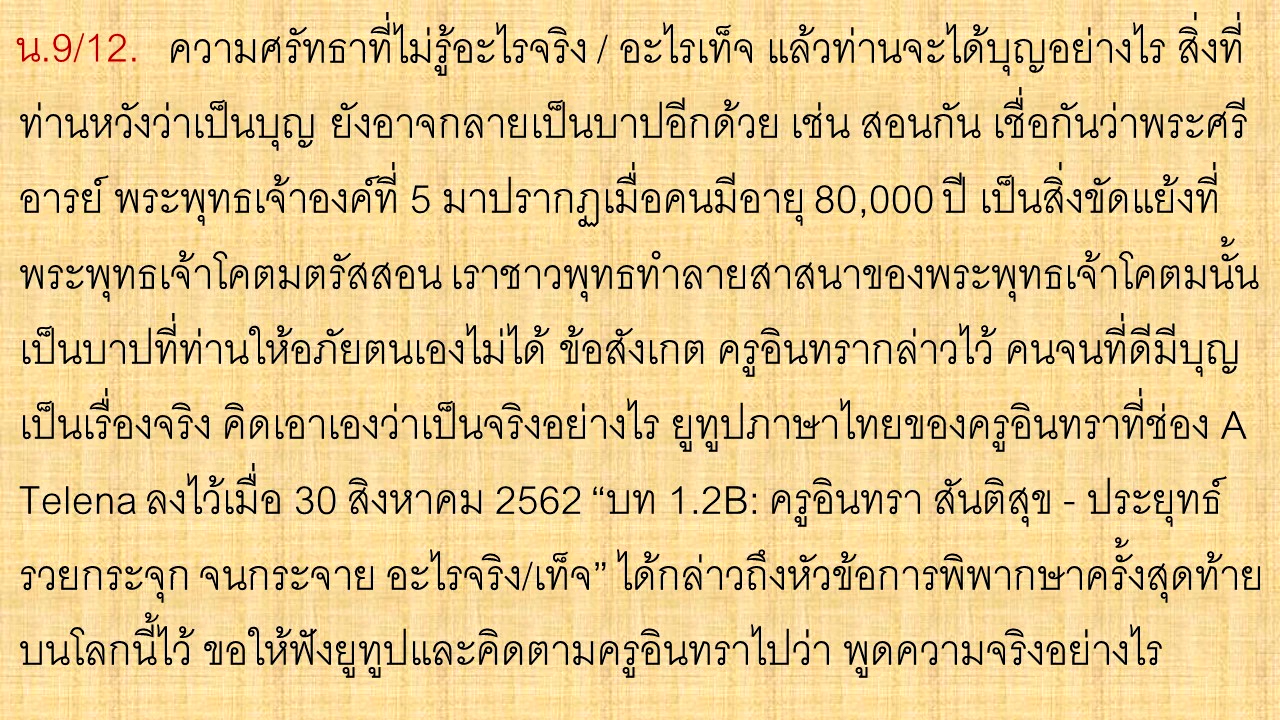 น.9/12. ความศรัทธาที่ไม่รู้อะไรจริง / อะไรเท็จ แล้วท่านจะได้บุญอย่างไร สิ่งที่
ท่านหวังว่าเป็นบุญ ยังอาจกลายเป็นบาปอีกด้วย เช่น สอนกัน เชื่อกันว่าพระศรี
อารย์ พระพุทธเจ้าองค์ที่ 5 มาปรากฏเมื่อคนมีอายุ 80,000 ปี เป็นสิ่งขัดแย้งที่
พระพุทธเจ้าโคตมตรัสสอน เราชาวพุทธทำลายสาสนาของพระพุทธเจ้าโคตมนั้น
เป็นบาปที่ท่านให้อภัยตนเองไม่ได้ ข้อสังเกต ครูอินทรากล่าวไว้ คนจนที่ดีมีบุญ
เป็นเรื่องจริง คิดเอาเองว่าเป็นจริงอย่างไร ยูทูปภาษาไทยของครูอินทราที่ช่อง A
Telena ลงไว้เมื่อ 30 สิงหาคม 2562 “บท 1.2B: ครูอินทรา สันติสุข - ประยุทธ์
รวยกระจุก จนกระจาย อะไรจริง/เท็จ” ได้กล่าวถึงหัวข้อการพิพากษาครั้งสุดท้าย
บนโลกนี้ไว้ ขอให้ฟังยูทูปและคิดตามครูอินทราไปว่า พูดความจริงอย่างไร